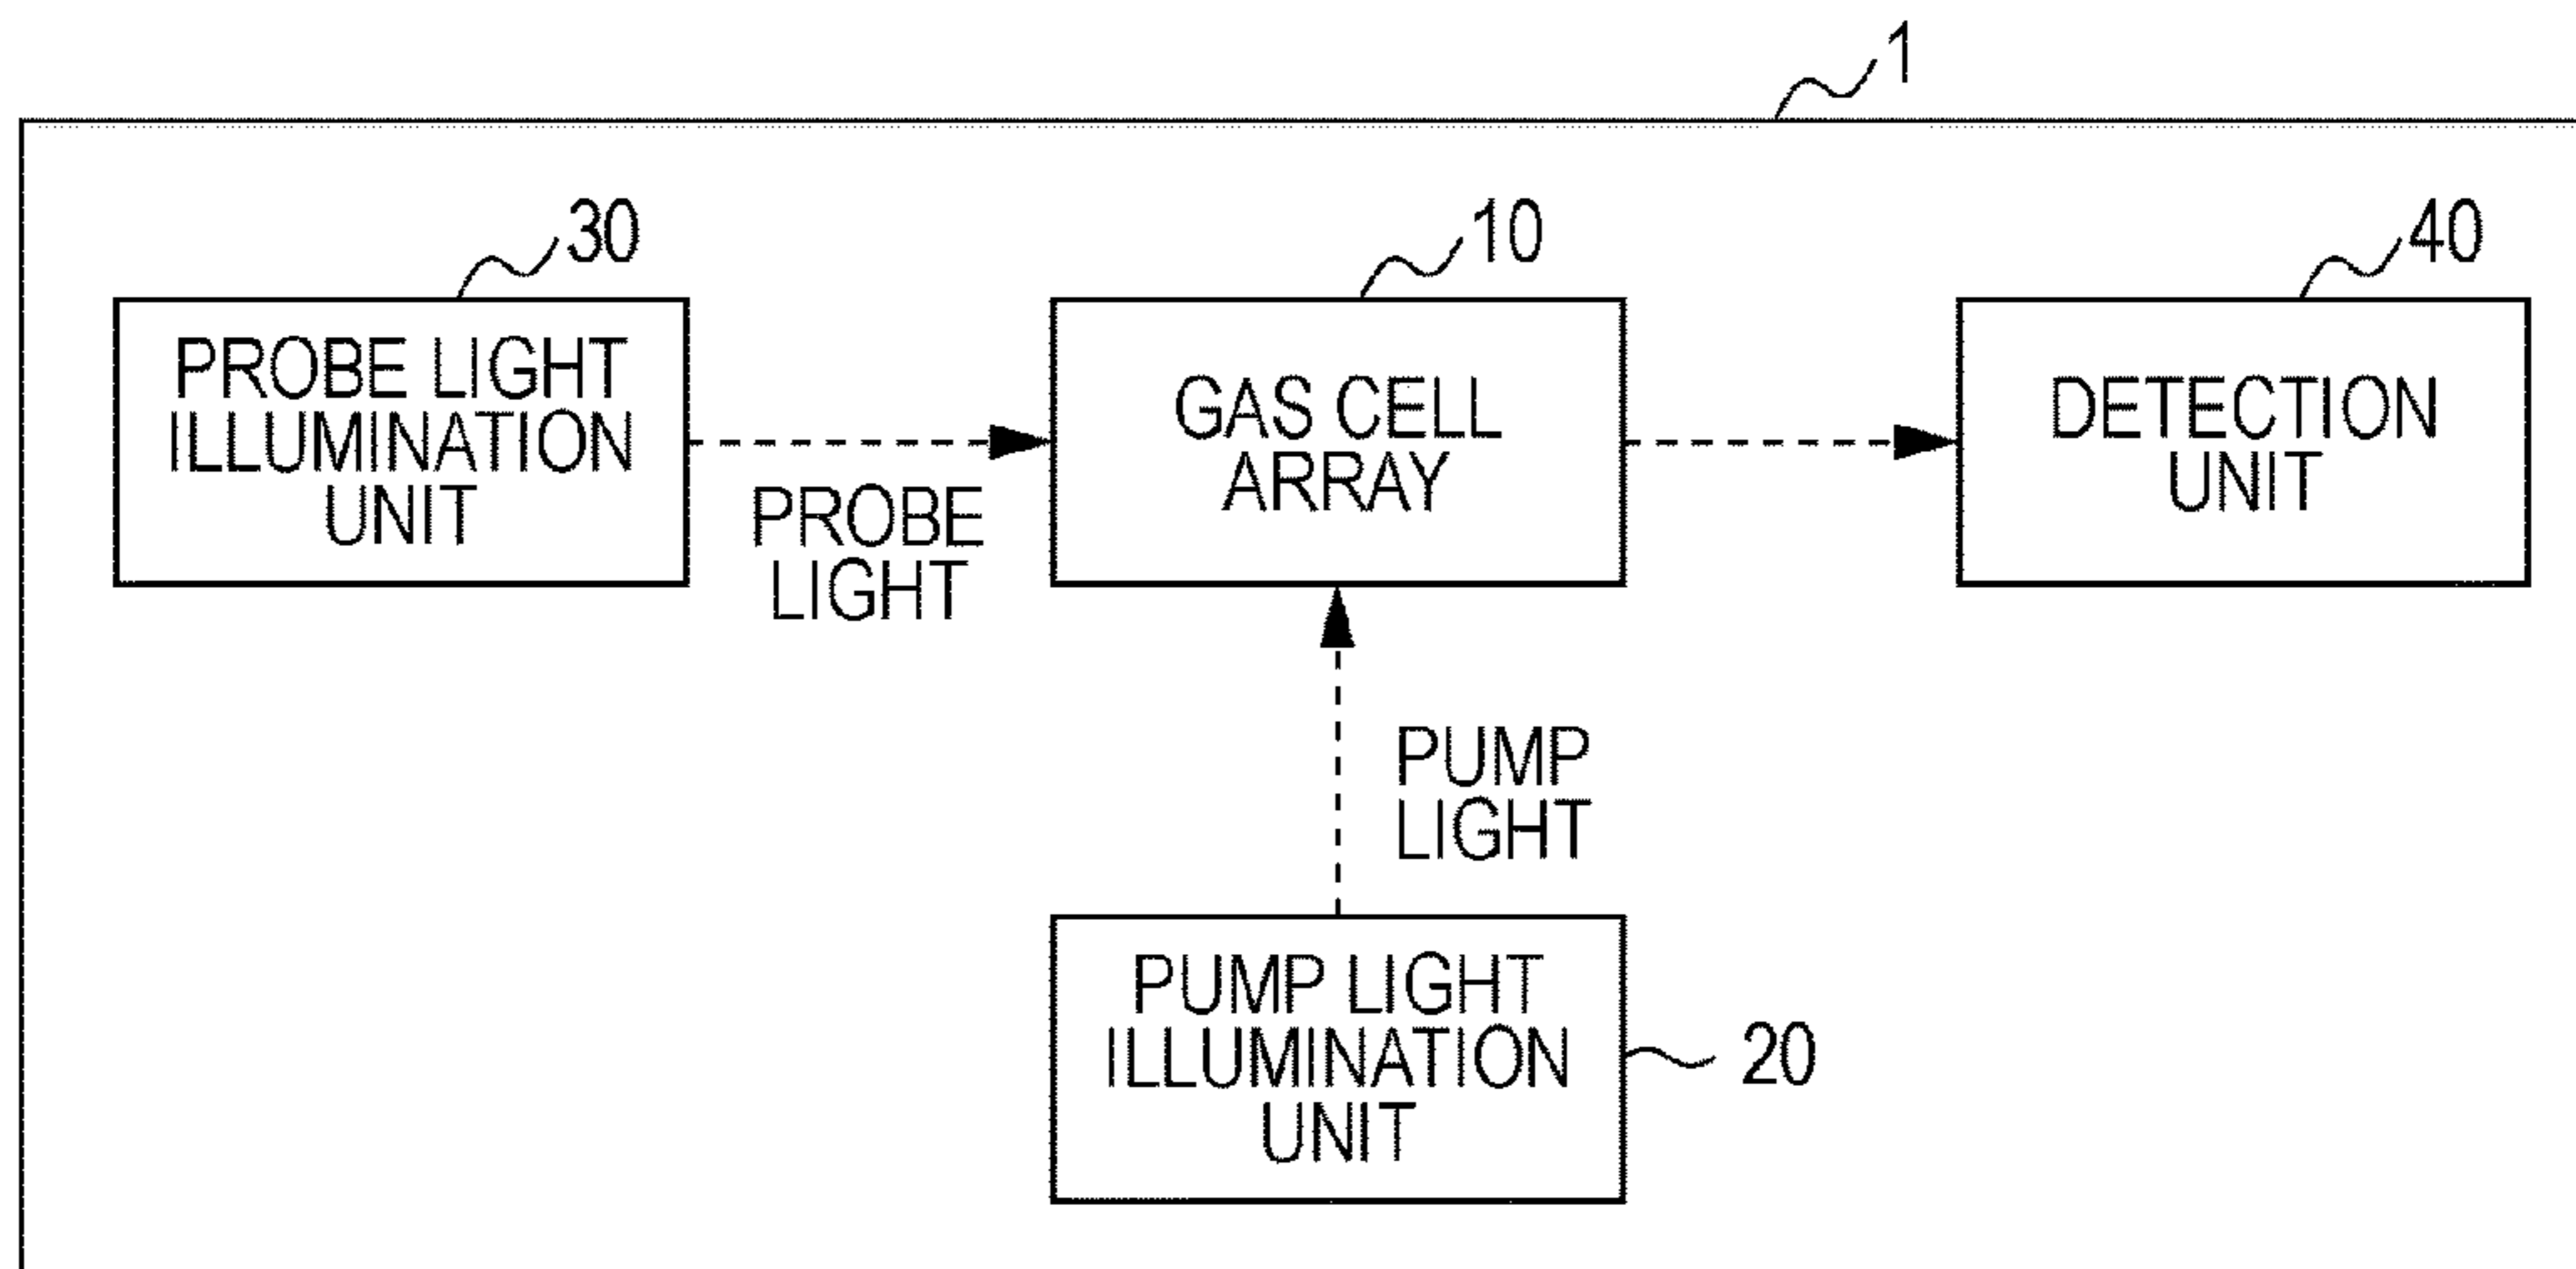 1
30
10
40
PROBE LIGHT
ILLUMINATION
UNIT
GAS CELL
ARRAY
DETECTION
UNIT
PROBE
LIGHT
PUMP
LIGHT
PUMP LIGHT
ILLUMINATION
UNIT
20